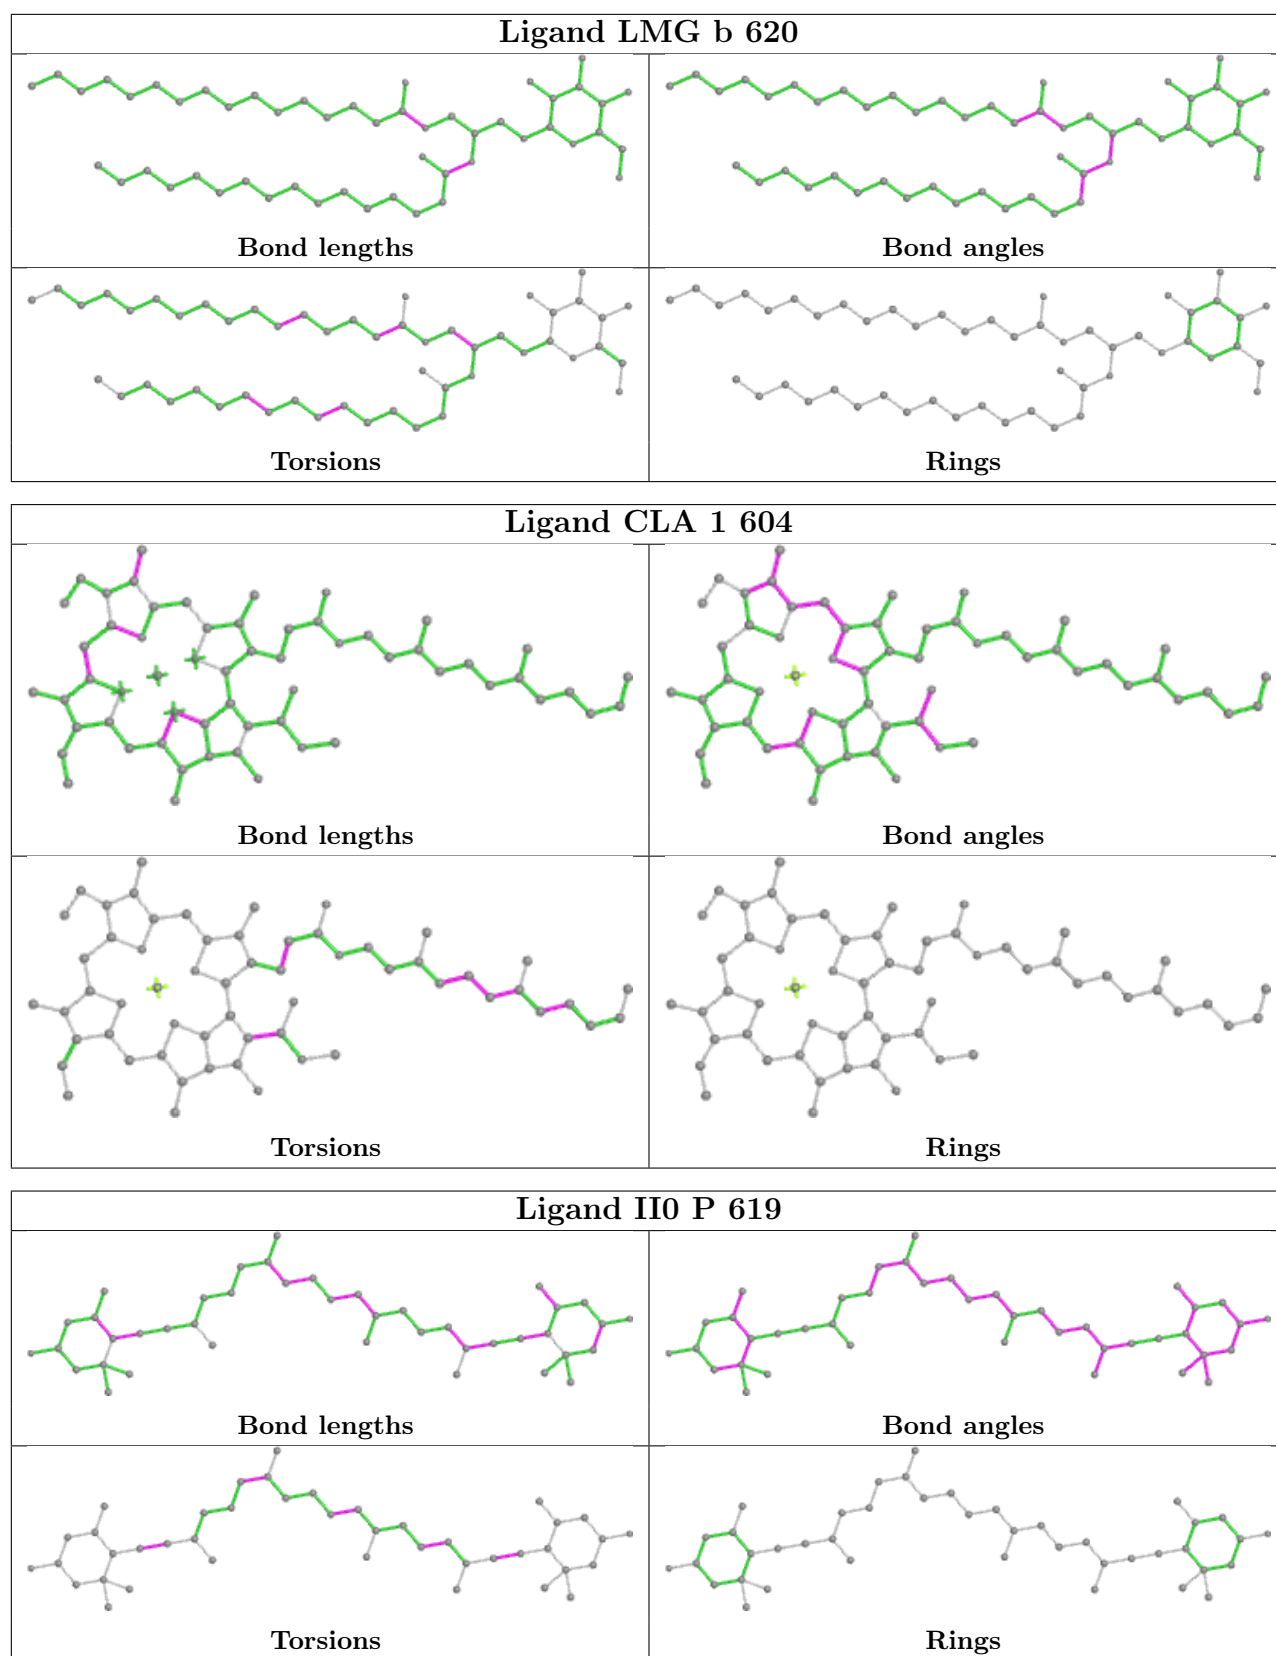 Ligand LMG b 620
Bond lengths
Bond angles
Torsions
Rings
Ligand CLA 1 604
Bond lengths
Bond angles
Torsions
Rings
Ligand II0 P 619
Bond lengths
Bond angles
Torsions
Rings